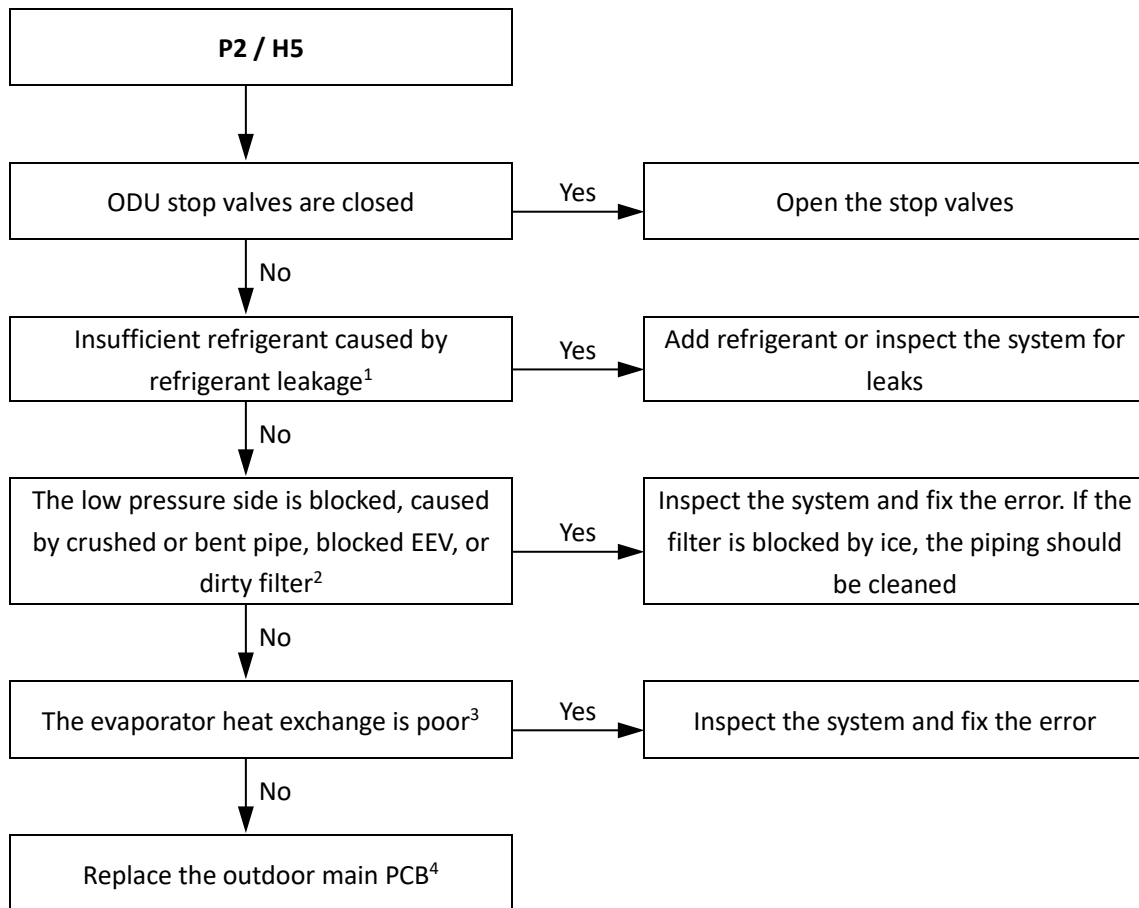 P2 / H5
ODU stop valves are closed
Yes
Open the stop valves
No
Insufficient refrigerant caused by
refrigerant leakage¹
Yes
Add refrigerant or inspect the system for
leaks
No
The low pressure side is blocked, caused
by crushed or bent pipe, blocked EEV, or
dirty filter²
Yes
Inspect the system and fix the error. If the
filter is blocked by ice, the piping should
be cleaned
No
The evaporator heat exchange is poor³
Yes
Inspect the system and fix the error
No
Replace the outdoor main PCB⁴